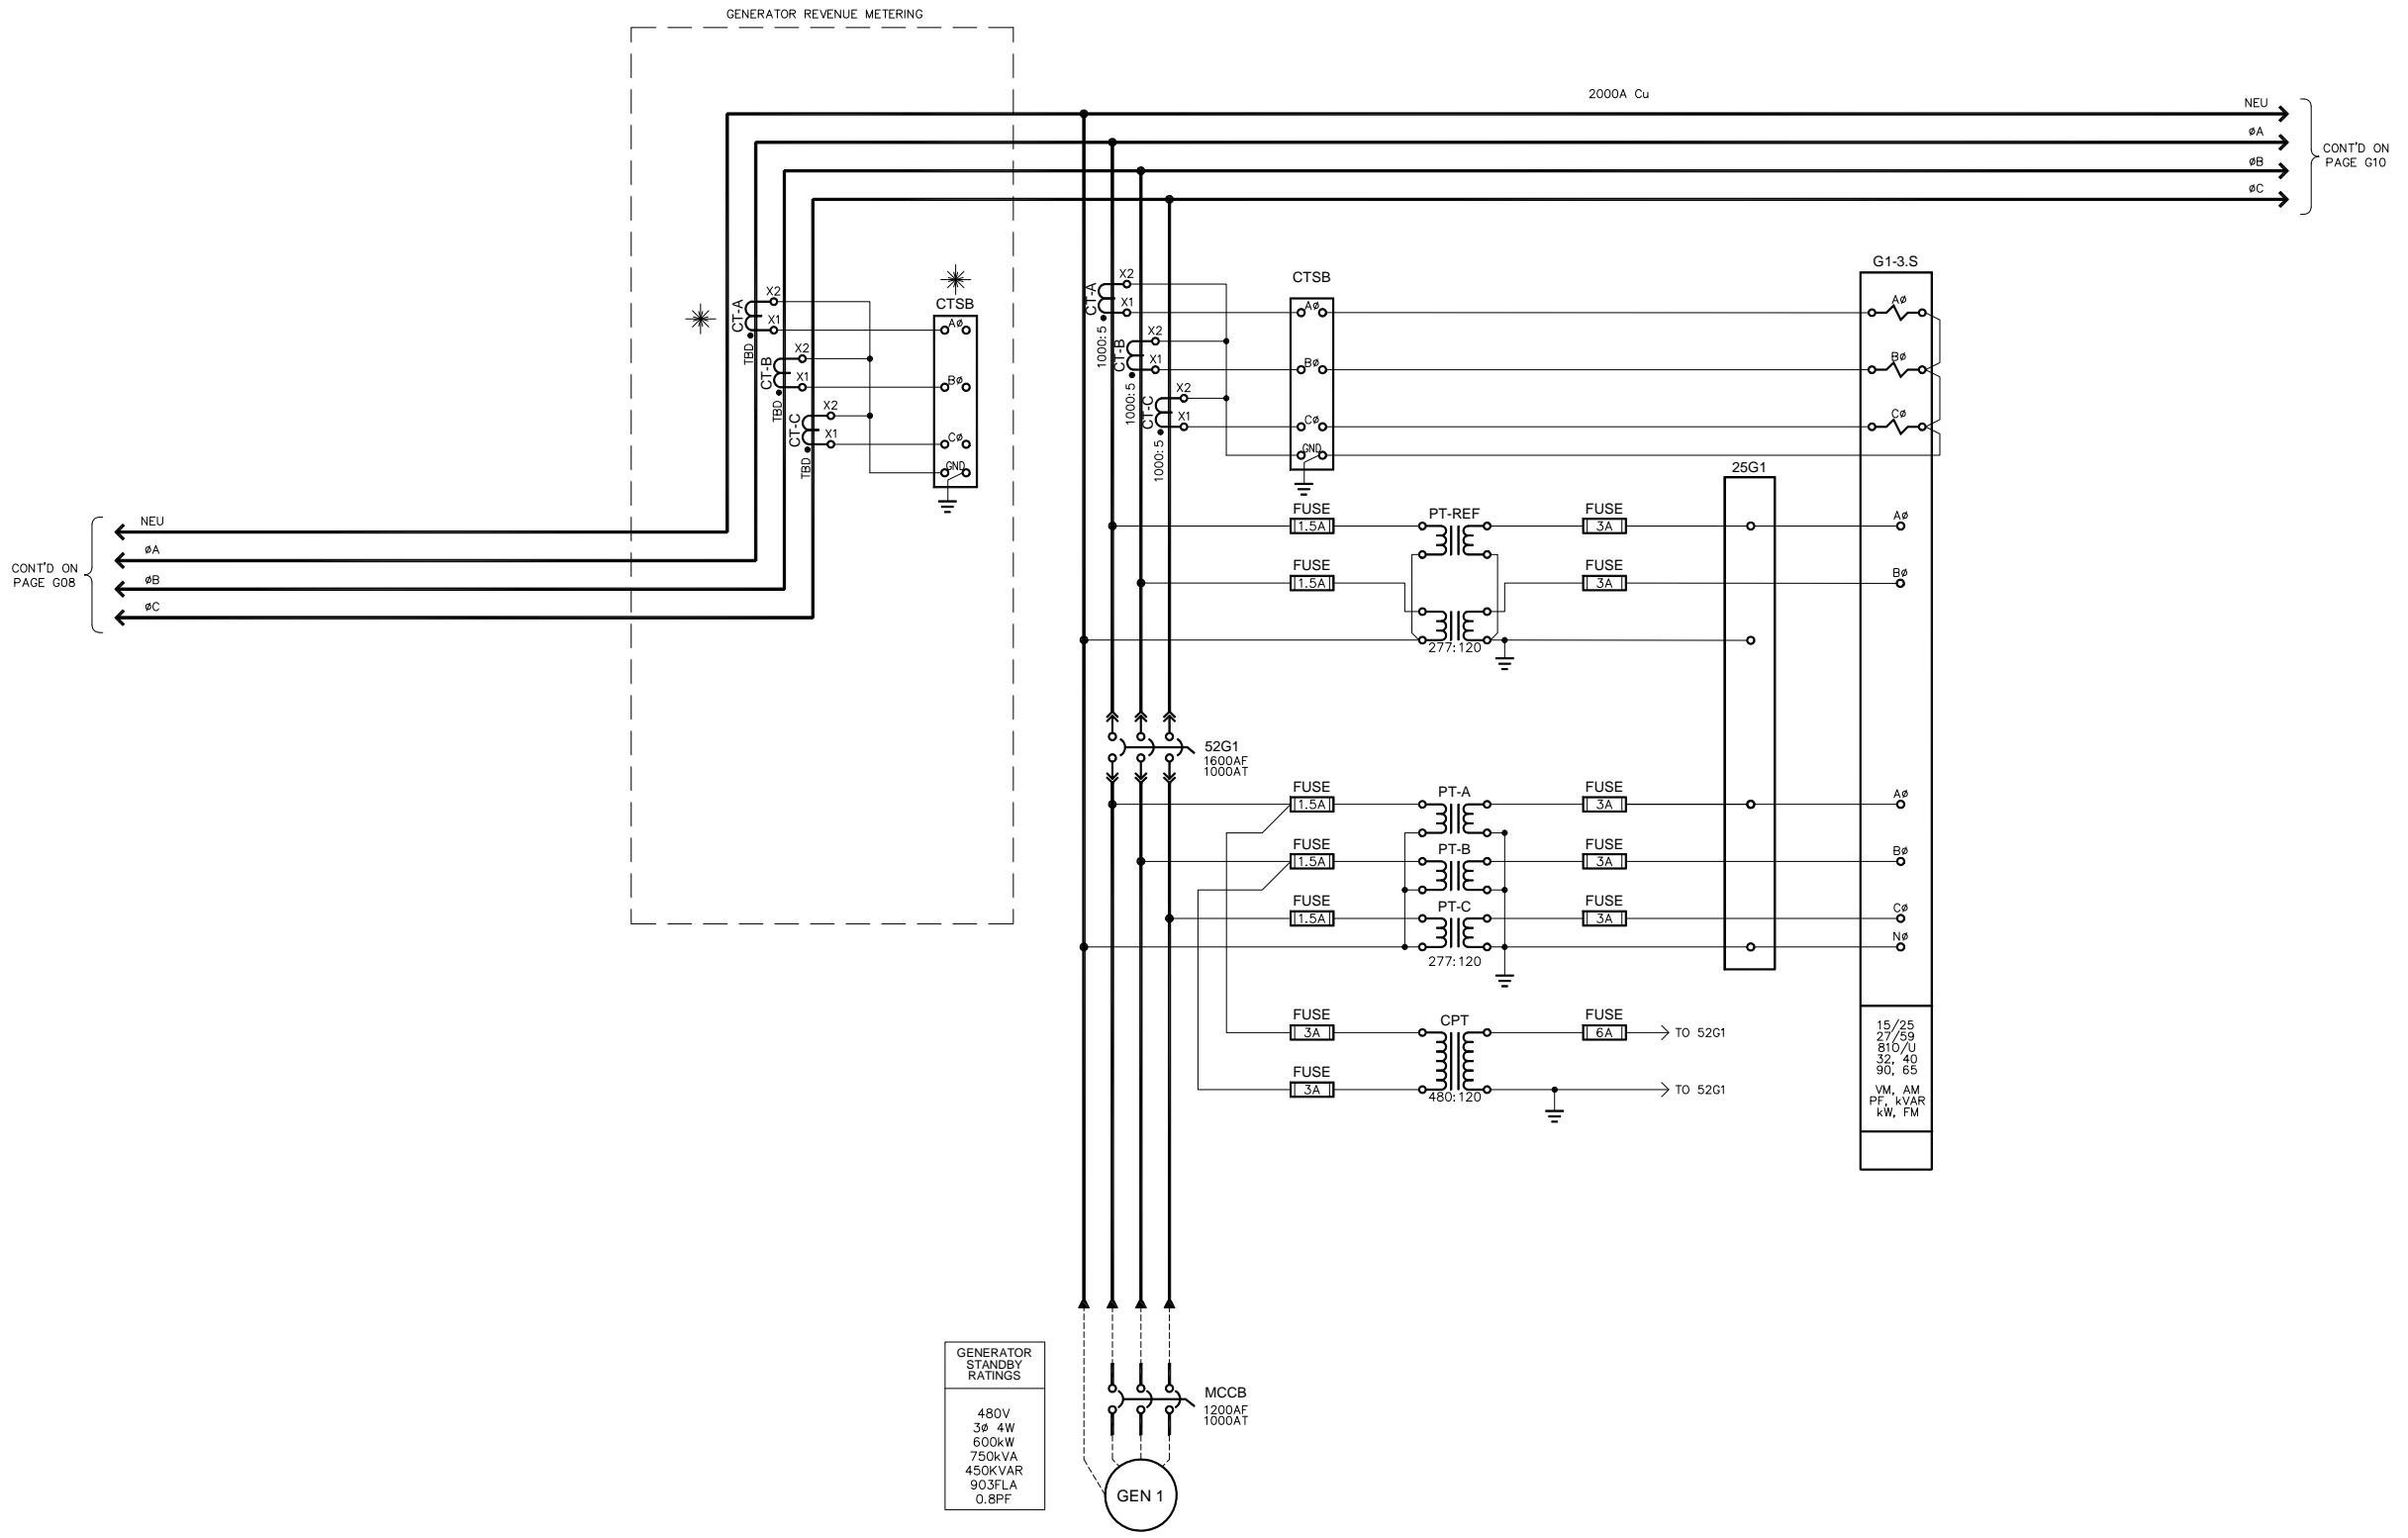 GENERATOR REVENUE METERING
2000A Cu
NEU
øA
øB
øC
CONT'D ON
PAGE G10
CTSB
X2
X1
CT-A
TBD
X2
X1
CT-B
TBD
X2
X1
CT-C
TBD
Aø
Bø
Cø
GND
X2
X1
CT-A
1000:5
X2
X1
CT-B
1000:5
X2
X1
CT-C
1000:5
CTSB
Aø
Bø
Cø
GND
G1-3.S
Aø
Bø
Cø
25G1
NEU
øA
øB
øC
CONT'D ON
PAGE G08
FUSE
1.5A
PT-REF
FUSE
3A
Aø
FUSE
1.5A
FUSE
3A
Bø
277:120
52G1
1600AF
1000AT
FUSE
1.5A
PT-A
FUSE
3A
Aø
FUSE
1.5A
PT-B
FUSE
3A
Bø
FUSE
1.5A
PT-C
FUSE
3A
Cø
Nø
277:120
FUSE
3A
CPT
FUSE
6A
TO 52G1
FUSE
3A
480:120
TO 52G1
15/25
27/59
81O/U
32, 40
90, 65
VM, AM
PF, kVAR
kW, FM
GENERATOR
STANDBY
RATINGS
480V
3ø 4W
600kW
750kVA
450KVAR
903FLA
0.8PF
MCCB
1200AF
1000AT
GEN 1